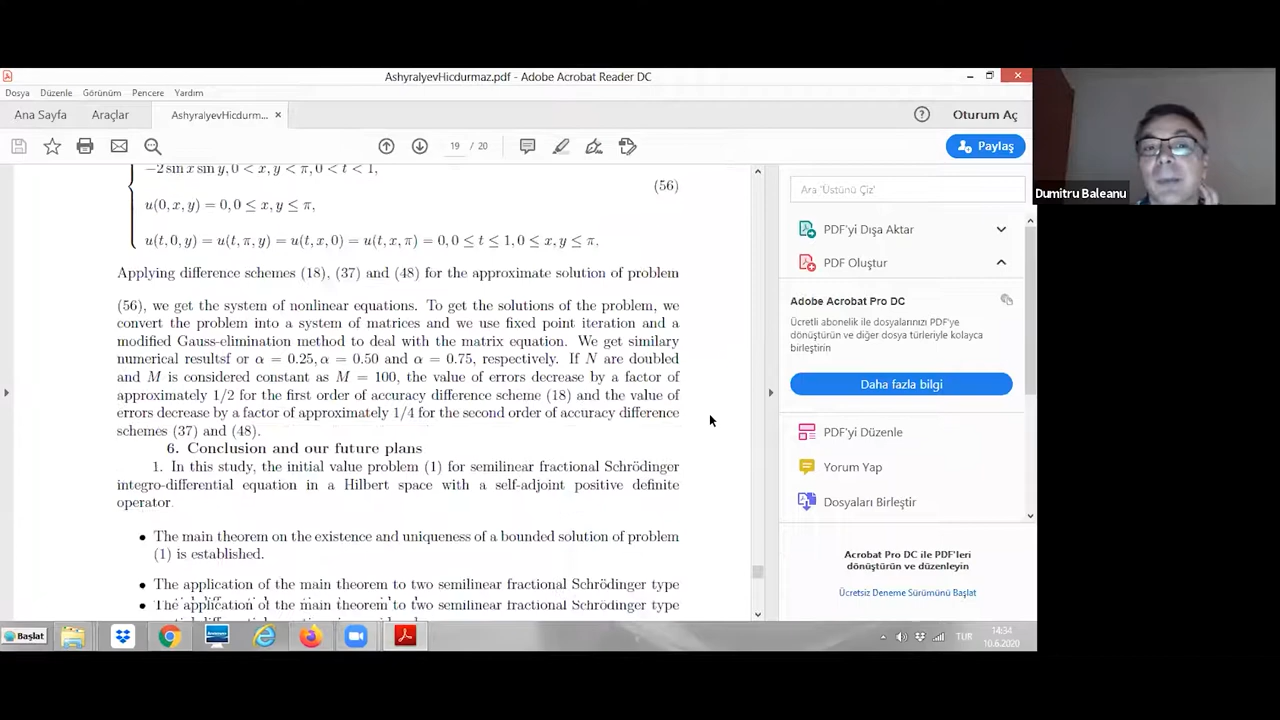 AshyralyevHicdurmaz.pdf - Adobe Acrobat Reader DC
Dosya Düzenle Görünüm Pencere Yardım
Ana Sayfa Araçlar AshyralyevHicdurm... × Oturum Aç
19 / 20 Paylaş
−2 sin x sin y, 0 < x, y < π, 0 < t < 1,
(56)
u(0, x, y) = 0, 0 ≤ x, y ≤ π,
u(t, 0, y) = u(t, π, y) = u(t, x, 0) = u(t, x, π) = 0, 0 ≤ t ≤ 1, 0 ≤ x, y ≤ π.
Applying difference schemes (18), (37) and (48) for the approximate solution of problem
(56), we get the system of nonlinear equations. To get the solutions of the problem, we
convert the problem into a system of matrices and we use fixed point iteration and a
modified Gauss-elimination method to deal with the matrix equation. We get similary
numerical resultsf or α = 0.25, α = 0.50 and α = 0.75, respectively. If N are doubled
and M is considered constant as M = 100, the value of errors decrease by a factor of
approximately 1/2 for the first order of accuracy difference scheme (18) and the value of
errors decrease by a factor of approximately 1/4 for the second order of accuracy difference
schemes (37) and (48).
6. Conclusion and our future plans
1. In this study, the initial value problem (1) for semilinear fractional Schrödinger
integro-differential equation in a Hilbert space with a self-adjoint positive definite
operator.
• The main theorem on the existence and uniqueness of a bounded solution of problem
(1) is established.
• The application of the main theorem to two semilinear fractional Schrödinger type
• The application of the main theorem to two semilinear fractional Schrödinger type
Ara 'Üstünü Çiz'
PDF'yi Dışa Aktar
PDF Oluştur
Adobe Acrobat Pro DC
Ücretli abonelik ile dosyalarınızı PDF'ye
dönüştürün ve diğer dosya türleriyle kolayca
birleştirin
Daha fazla bilgi
PDF'yi Düzenle
Yorum Yap
Dosyaları Birleştir
Acrobat Pro DC ile PDF'leri
dönüştürün ve düzenleyin
Ücretsiz Deneme Sürümünü Başlat
Dumitru Baleanu
Başlat
TUR
14:34
10.6.2020